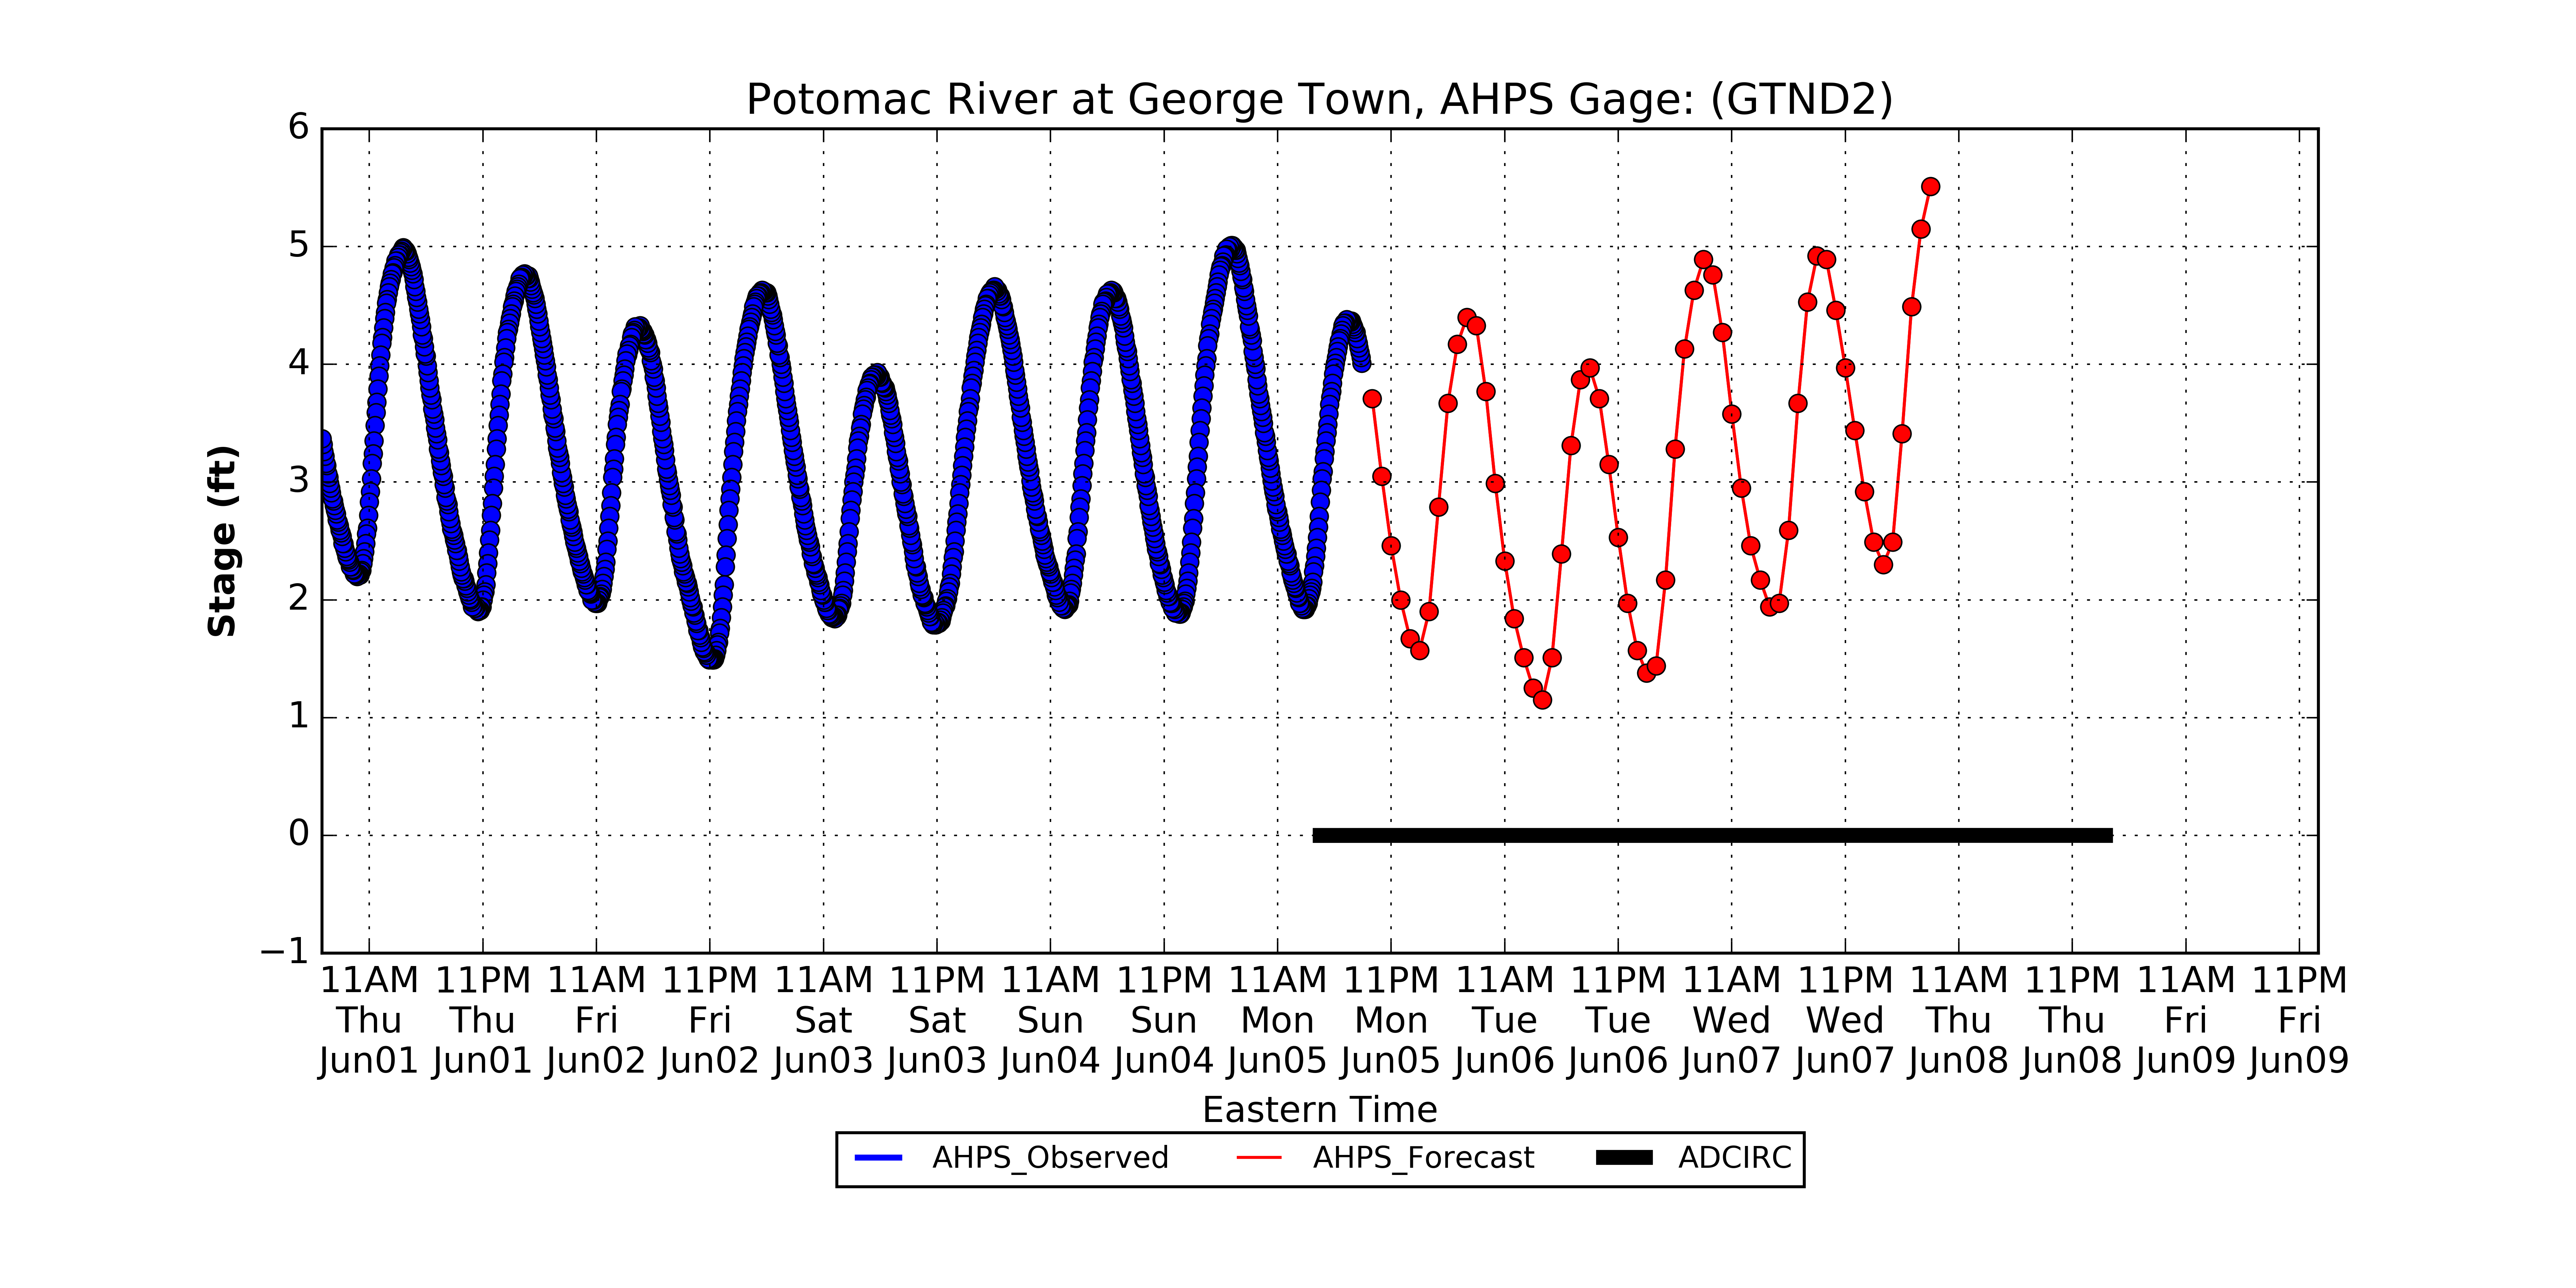 Potomac River at George Town, AHPS Gage: (GTND2)
6
5
4
3
2
1
0
−1
Stage (ft)
11AM 11PM 11AM 11PM 11AM 11PM 11AM 11PM 11AM 11PM 11AM 11PM 11AM 11PM 11AM 11PM 11AM 11PM
Thu Thu Fri Fri Sat Sat Sun Sun Mon Mon Tue Tue Wed Wed Thu Thu Fri Fri
Jun01 Jun01 Jun02 Jun02 Jun03 Jun03 Jun04 Jun04 Jun05 Jun05 Jun06 Jun06 Jun07 Jun07 Jun08 Jun08 Jun09 Jun09
Eastern Time
AHPS_Observed AHPS_Forecast ADCIRC